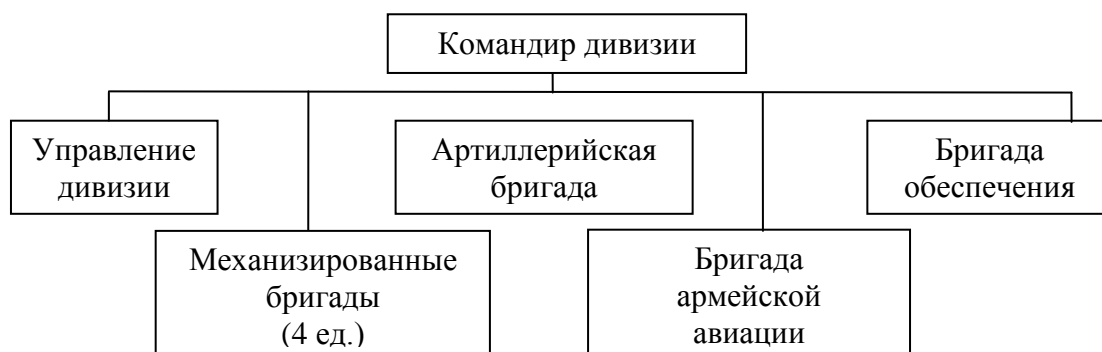 Командир дивизии
Управление
дивизии
Артиллерийская
бригада
Бригада
обеспечения
Механизированные
бригады
(4 ед.)
Бригада
армейской
авиации